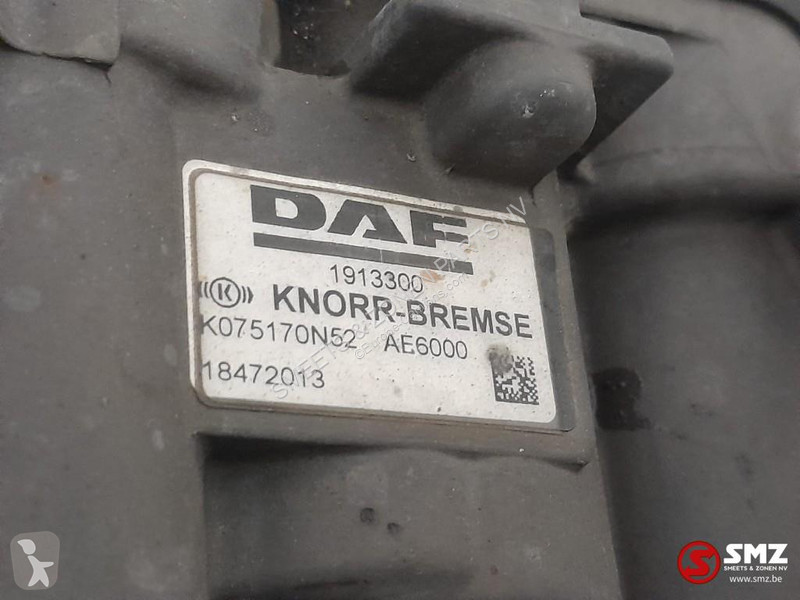 DAF
1913300
K KNORR-BREMSE
K075170N52 AE6000
18472013
SMZ
SMEETS & ZONEN NV
www.smz.be